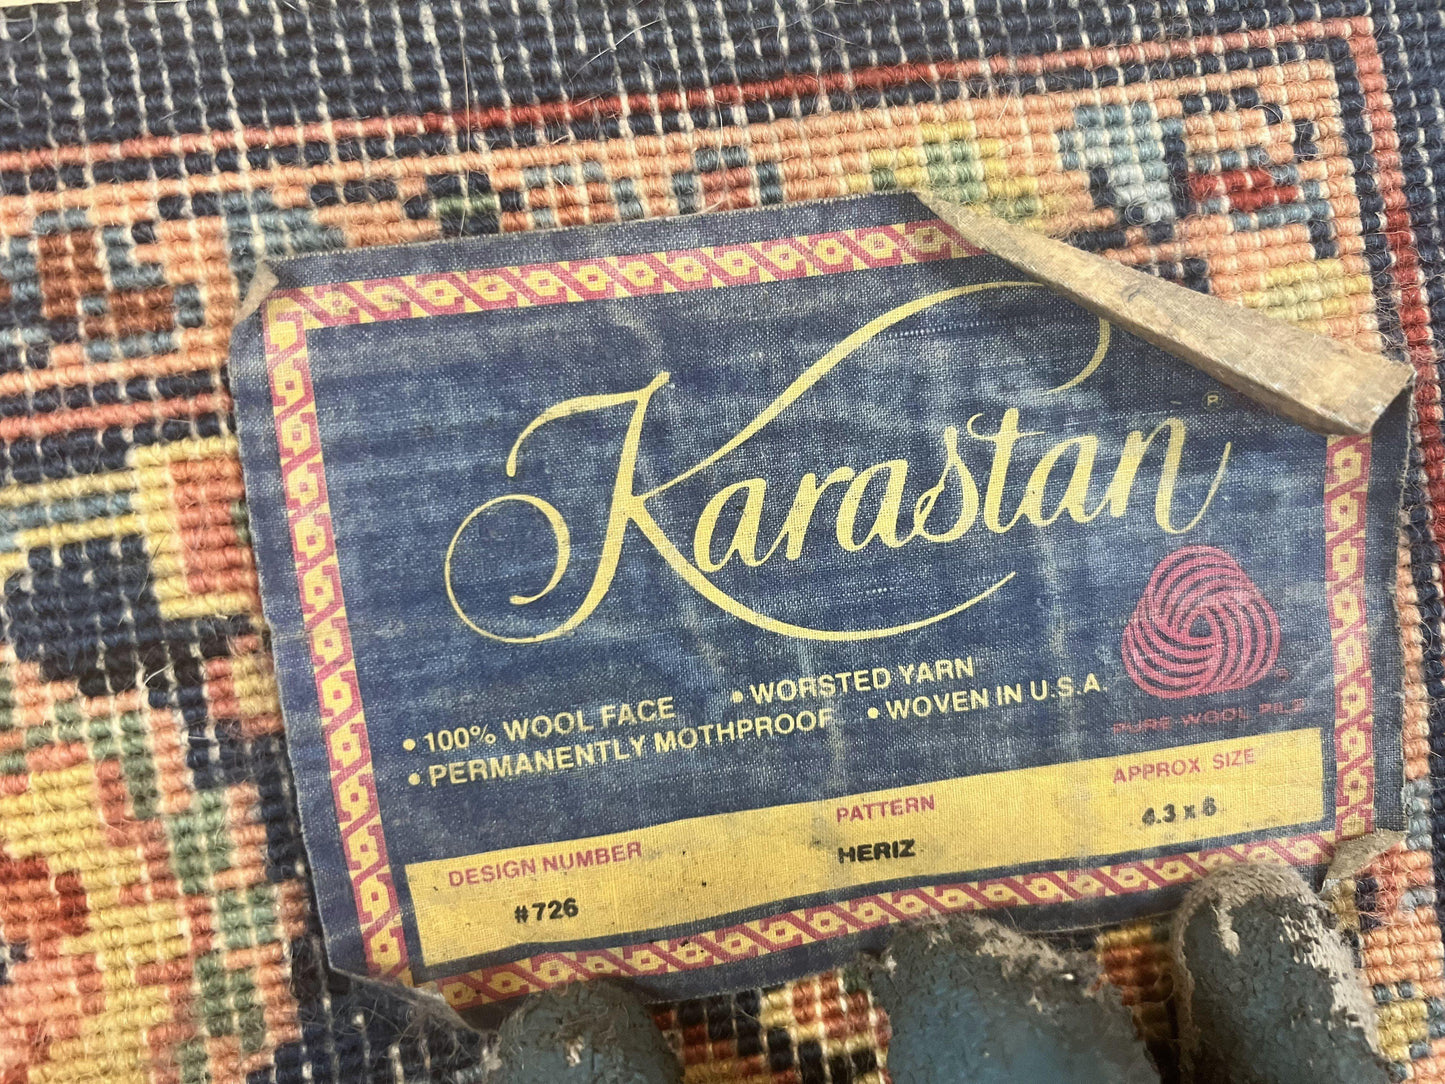 Karastan
R
• 100% WOOL FACE • WORSTED YARN
• PERMANENTLY MOTHPROOF • WOVEN IN U.S.A.
PURE WOOL PILE
DESIGN NUMBER PATTERN APPROX SIZE
#726 HERIZ 4.3 x 6